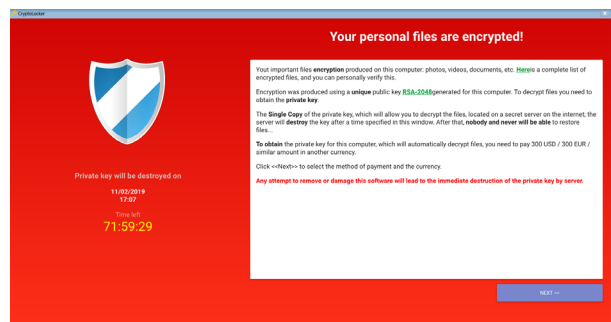 CryptoLocker
Your personal files are encrypted!
Yout important files encryption produced on this computer: photos, videos, documents, etc. Hereis a complete list of
encrypted files, and you can personally verify this.
Encryption was produced using a unique public key RSA-2048generated for this computer. To decrypt files you need to
obtain the private key.
The Single Copy of the private key, which will allow you to decrypt the files, located on a secret server on the internet; the
server will destroy the key after a time specified in this window. After that, nobody and never will be able to restore
files...
To obtain the private key for this computer, which will automatically decrypt files, you need to pay 300 USD / 300 EUR /
similar amount in another currency.
Click <<Next>> to select the method of payment and the currency.
Any attempt to remove or damage this software will lead to the immediate destruction of the private key by server.
Private key will be destroyed on
11/02/2019
17:07
Time left
71:59:29
NEXT >>